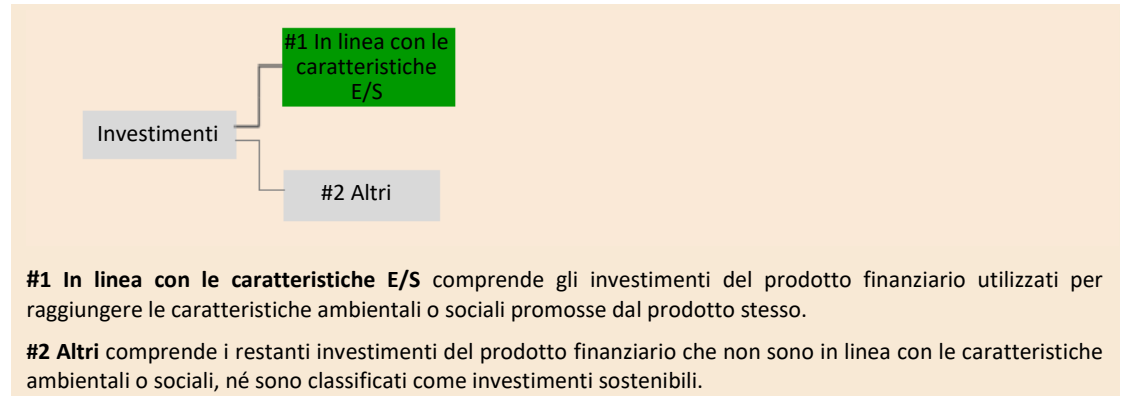 #1 In linea con le
caratteristiche
E/S
Investimenti
#2 Altri
#1 In linea con le caratteristiche E/S comprende gli investimenti del prodotto finanziario utilizzati per
raggiungere le caratteristiche ambientali o sociali promosse dal prodotto stesso.
#2 Altri comprende i restanti investimenti del prodotto finanziario che non sono in linea con le caratteristiche
ambientali o sociali, né sono classificati come investimenti sostenibili.